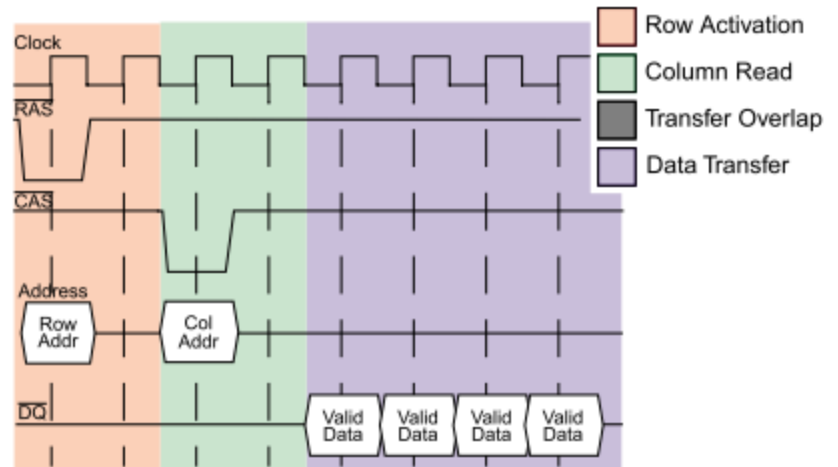 Clock
RAS
CAS
Address
Row
Addr
Col
Addr
DQ
Valid
Data
Valid
Data
Valid
Data
Valid
Data
Row Activation
Column Read
Transfer Overlap
Data Transfer